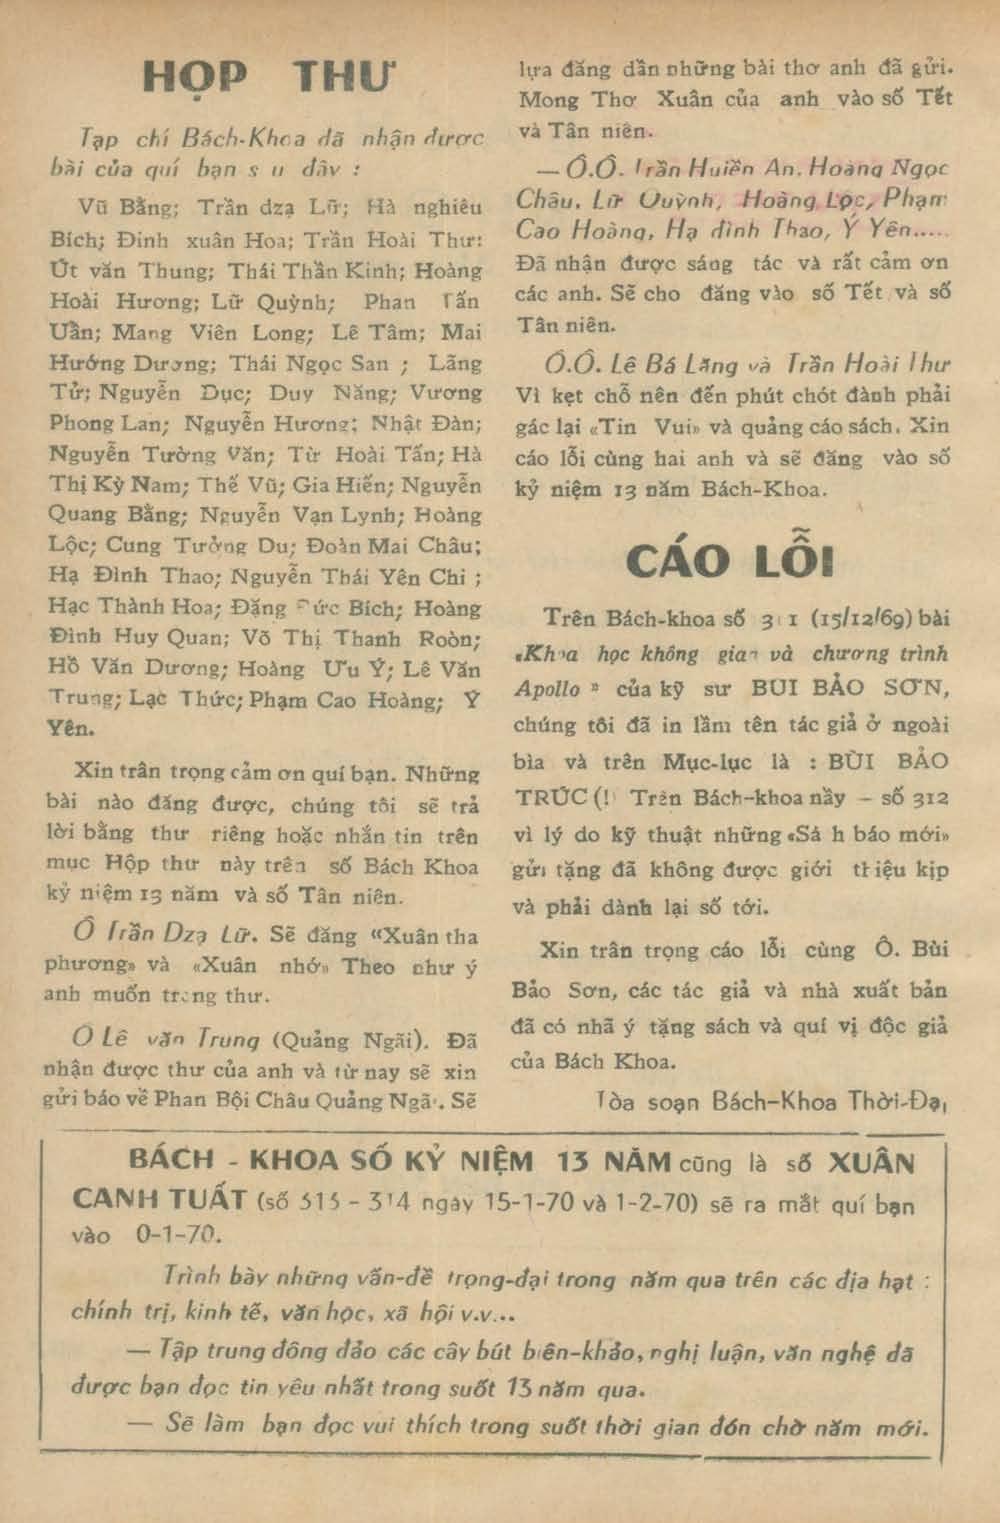 HỌP THƯ
Tạp chí Bách-Khoa đã nhận được
bài của quí bạn s u đây :
Vũ Bằng; Trần dzạ Lữ; Hà nghiêu
Bích; Đinh xuân Hoa; Trần Hoài Thư:
Út văn Thung; Thái Thần Kinh; Hoàng
Hoài Hương; Lữ Quỳnh; Phan Tấn
Uẩn; Mang Viên Long; Lê Tâm; Mai
Hướng Dương; Thái Ngọc San ; Lãng
Tử; Nguyễn Dục; Duy Năng; Vương
Phong Lan; Nguyễn Hương; Nhật Đàn;
Nguyễn Tường Văn; Từ Hoài Tấn; Hà
Thị Kỳ Nam; Thế Vũ; Gia Hiến; Nguyễn
Quang Bằng; Nguyễn Vạn Lynh; Hoàng
Lộc; Cung Tưởng Du; Đoàn Mai Châu;
Hạ Đình Thao; Nguyễn Thái Yên Chi ;
Hạc Thành Hoa; Đặng Đức Bích; Hoàng
Đình Huy Quan; Võ Thị Thanh Roòn;
Hồ Văn Dương; Hoàng Ưu Ý; Lê Văn
Trung; Lạc Thức; Phạm Cao Hoàng; Ý
Yên.
Xin trân trọng cảm ơn quí bạn. Những
bài nào đăng được, chúng tôi sẽ trả
lời bằng thư riêng hoặc nhắn tin trên
mục Hộp thư này trên số Bách Khoa
kỷ niệm 13 năm và số Tân niên.
Ô Trần Dzạ Lữ. Sẽ đăng “Xuân tha
phương» và «Xuân nhớ» Theo như ý
anh muốn trong thư.
Ô Lê văn Trung (Quảng Ngãi). Đã
nhận được thư của anh và từ nay sẽ xin
gửi báo về Phan Bội Châu Quảng Ngãi. Sẽ
lựa đăng dần những bài thơ anh đã gửi.
Mong Thơ Xuân của anh vào số Tết
và Tân niên.
— Ô.Ô. Trần Huiền An, Hoàng Ngọc
Châu, Lữ Quỳnh, Hoàng Lộc, Phạm
Cao Hoàng, Hạ đình Thao, Ý Yên.....
Đã nhận được sáng tác và rất cảm ơn
các anh. Sẽ cho đăng vào số Tết và số
Tân niên.
Ô.Ô. Lê Bá Lăng và Trần Hoài Thư
Vì kẹt chỗ nên đến phút chót đành phải
gác lại «Tin Vui» và quảng cáo sách. Xin
cáo lỗi cùng hai anh và sẽ đăng vào số
kỷ niệm 13 năm Bách-Khoa.
CÁO LỖI
Trên Bách-khoa số 311 (15/12/69) bài
«Khoa học không gian và chương trình
Apollo » của kỹ sư BUI BẢO SƠN,
chúng tôi đã in lầm tên tác giả ở ngoài
bìa và trên Mục-lục là : BÙI BẢO
TRÚC (!) Trên Bách-khoa nầy – số 312
vì lý do kỹ thuật những «Sá h báo mới»
gửi tặng đã không được giới thiệu kịp
và phải dành lại số tới.
Xin trân trọng cáo lỗi cùng Ô. Bùi
Bảo Sơn, các tác giả và nhà xuất bản
đã có nhã ý tặng sách và quí vị độc giả
của Bách Khoa.
Tòa soạn Bách-Khoa Thời-Đại
BÁCH - KHOA SỐ KỶ NIỆM 13 NĂM cũng là số XUÂN
CANH TUẤT (số 313 - 314 ngày 15-1-70 và 1-2-70) sẽ ra mắt quí bạn
vào 0-1-70.
Trình bày những vấn-đề trọng-đại trong năm qua trên các địa hạt :
chính trị, kinh tế, văn học, xã hội v.v...
— Tập trung đông đảo các cây bút biên-khảo, nghị luận, văn nghệ đã
được bạn đọc tin yêu nhất trong suốt 13 năm qua.
— Sẽ làm bạn đọc vui thích trong suốt thời gian đón chờ năm mới.